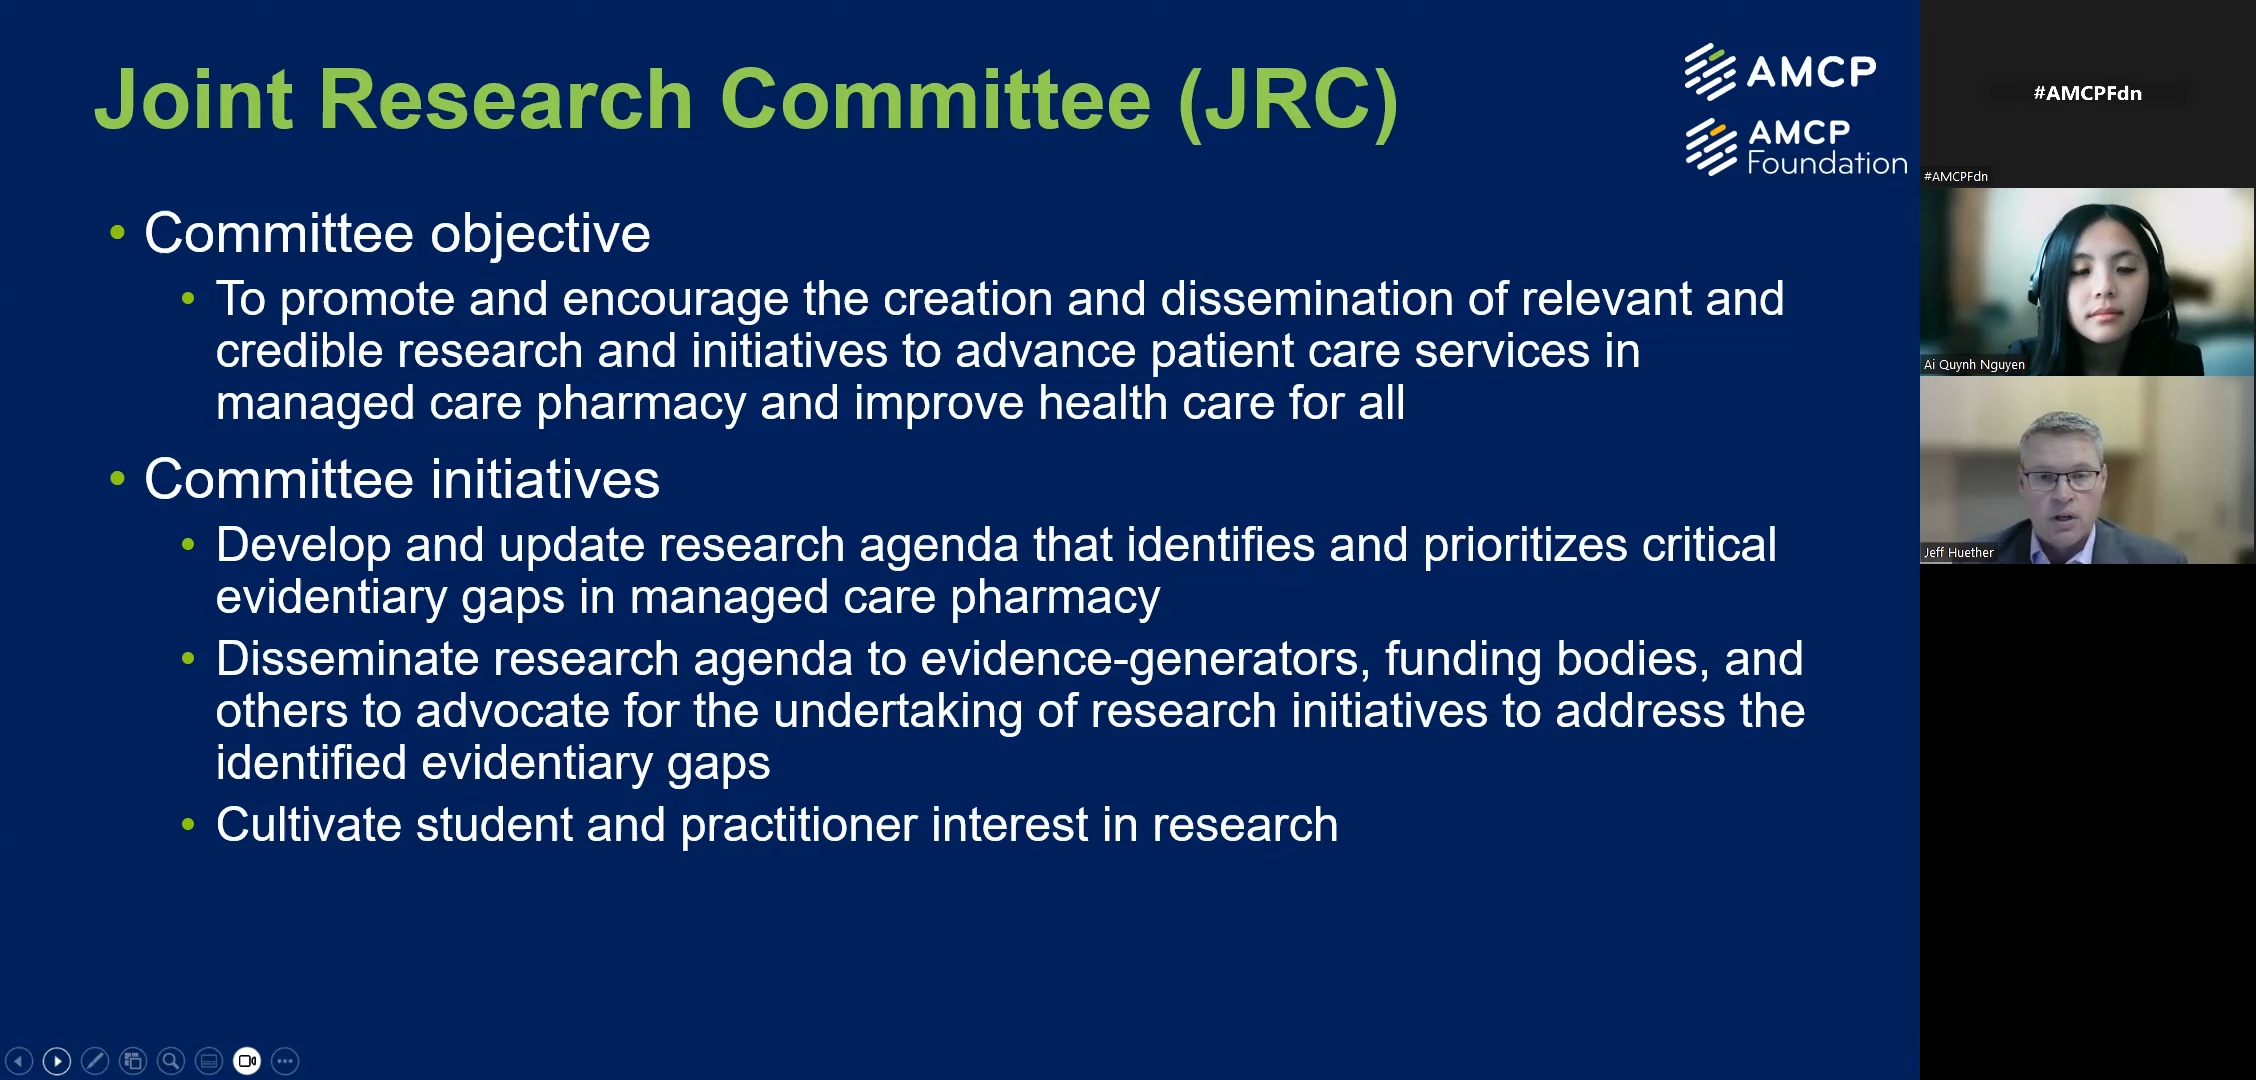 Joint Research Committee (JRC)
AMCP
AMCP
Foundation
• Committee objective
• To promote and encourage the creation and dissemination of relevant and
credible research and initiatives to advance patient care services in
managed care pharmacy and improve health care for all
• Committee initiatives
• Develop and update research agenda that identifies and prioritizes critical
evidentiary gaps in managed care pharmacy
• Disseminate research agenda to evidence-generators, funding bodies, and
others to advocate for the undertaking of research initiatives to address the
identified evidentiary gaps
• Cultivate student and practitioner interest in research
#AMCPFdn
#AMCPFdn
Ai Quynh Nguyen
Jeff Huether